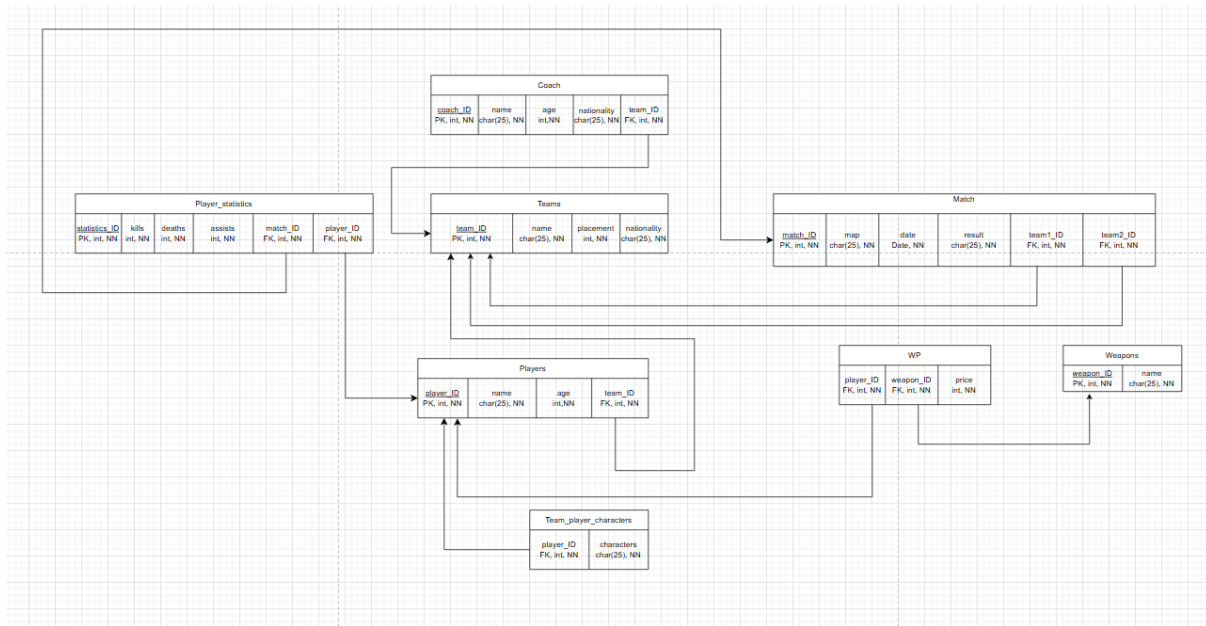 Coach
coach_ID name age nationality team_ID
PK, int, NN char(25), NN int,NN char(25), NN FK, int, NN
Player_statistics
statistics_ID kills deaths assists match_ID player_ID
PK, int, NN int, NN int, NN int, NN FK, int, NN FK, int, NN
Teams
team_ID name placement nationality
PK, int, NN char(25), NN int, NN char(25), NN
Match
match_ID map date result team1_ID team2_ID
PK, int, NN char(25), NN Date, NN char(25), NN FK, int, NN FK, int, NN
Players
player_ID name age team_ID
PK, int, NN char(25), NN int,NN FK, int, NN
WP
player_ID weapon_ID price
FK, int, NN FK, int, NN int, NN
Weapons
weapon_ID name
PK, int, NN char(25), NN
Team_player_characters
player_ID characters
FK, int, NN char(25), NN